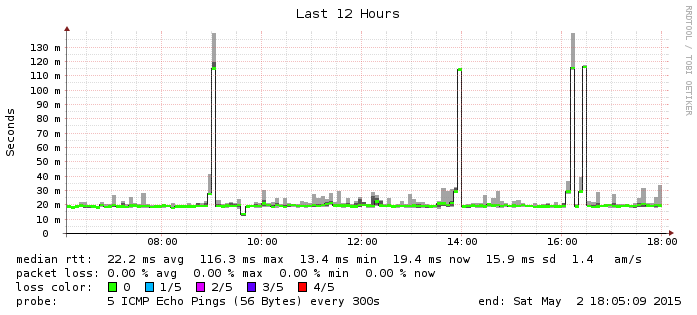 Last 12 Hours
RRDTOOL / TOBI OETIKER
Seconds
130 m
120 m
110 m
100 m
90 m
80 m
70 m
60 m
50 m
40 m
30 m
20 m
10 m
0
08:00 10:00 12:00 14:00 16:00 18:00
median rtt: 22.2 ms avg 116.3 ms max 13.4 ms min 19.4 ms now 15.9 ms sd 1.4 am/s
packet loss: 0.00 % avg 0.00 % max 0.00 % min 0.00 % now
loss color: 0 1/5 2/5 3/5 4/5
probe: 5 ICMP Echo Pings (56 Bytes) every 300s end: Sat May 2 18:05:09 2015